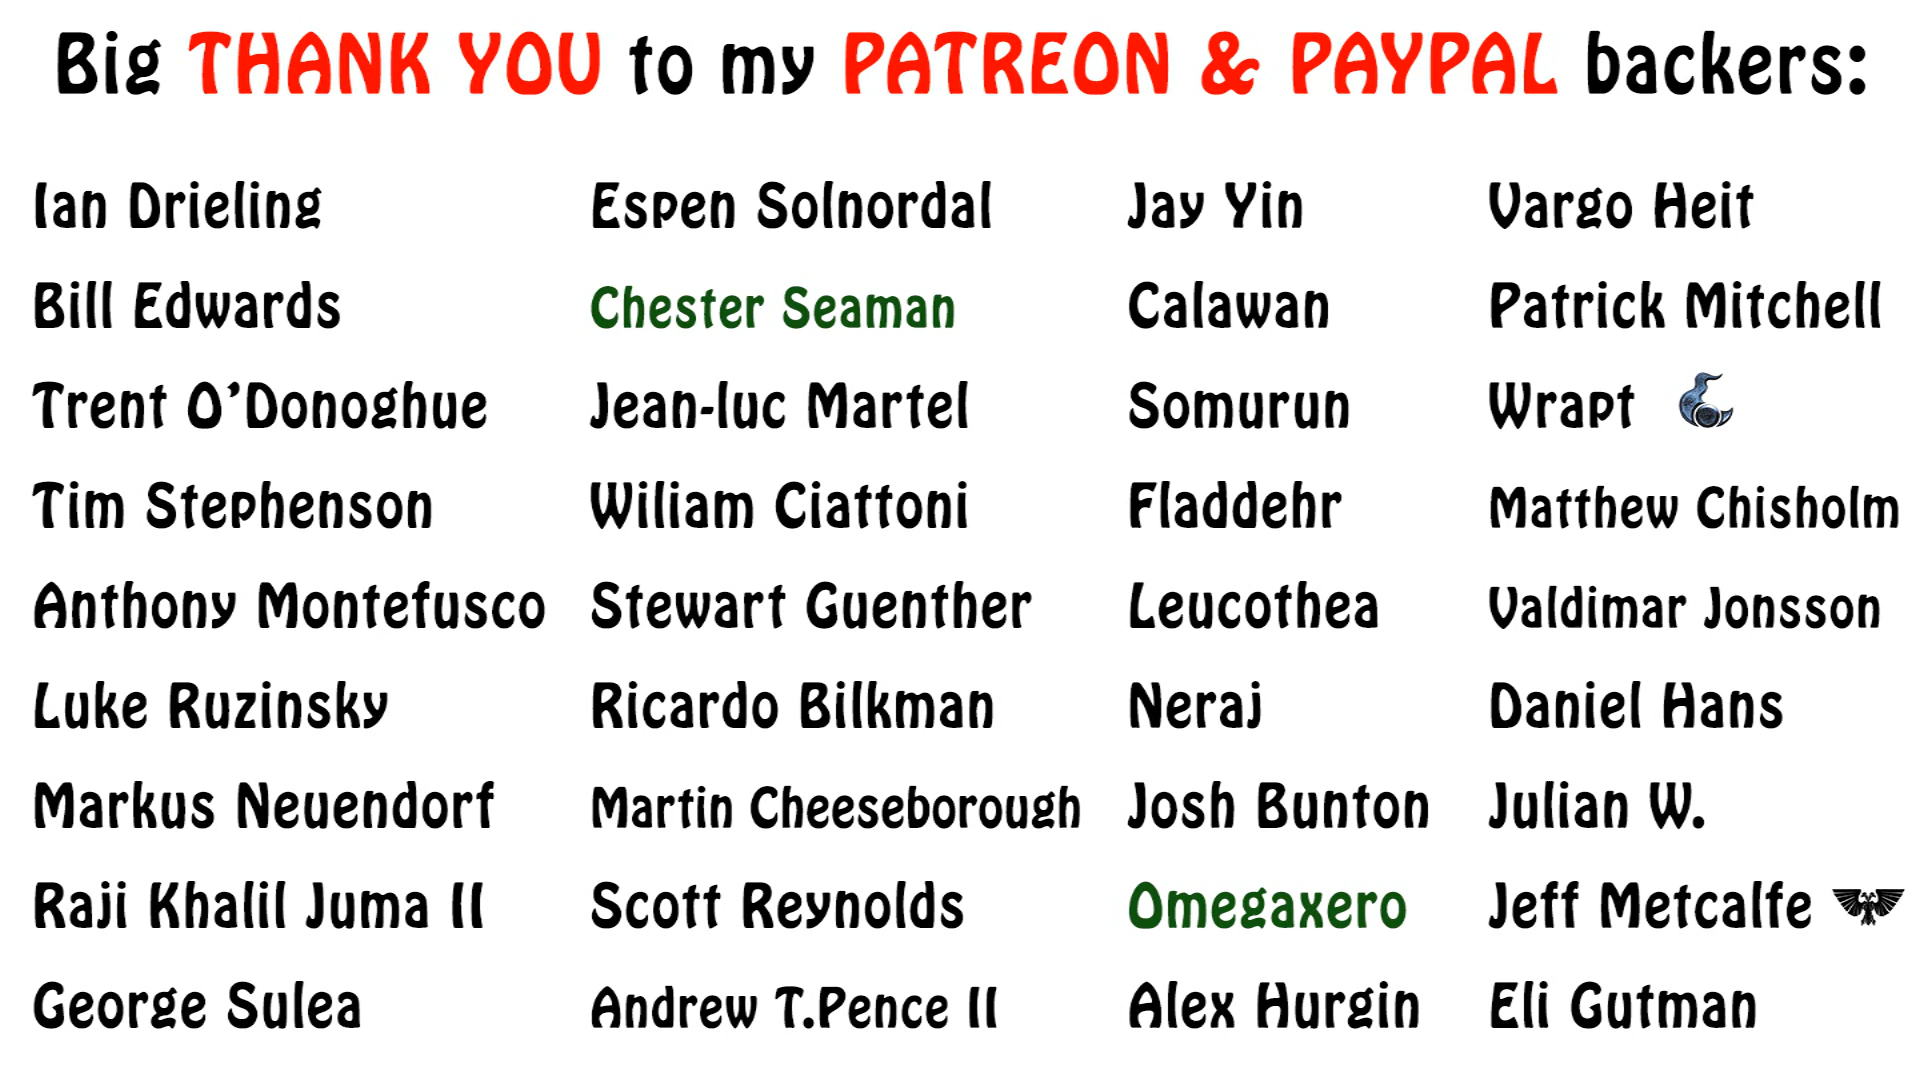 Big THANK YOU to my PATREON & PAYPAL backers:
Ian Drieling
Bill Edwards
Trent O'Donoghue
Tim Stephenson
Anthony Montefusco
Luke Ruzinsky
Markus Neuendorf
Raji Khalil Juma II
George Sulea
Espen Solnordal
Chester Seaman
Jean-luc Martel
Wiliam Ciattoni
Stewart Guenther
Ricardo Bilkman
Martin Cheeseborough
Scott Reynolds
Andrew T.Pence II
Jay Yin
Calawan
Somurun
Fladdehr
Leucothea
Neraj
Josh Bunton
Omegaxero
Alex Hurgin
Vargo Heit
Patrick Mitchell
Wrapt
Matthew Chisholm
Valdimar Jonsson
Daniel Hans
Julian W.
Jeff Metcalfe
Eli Gutman